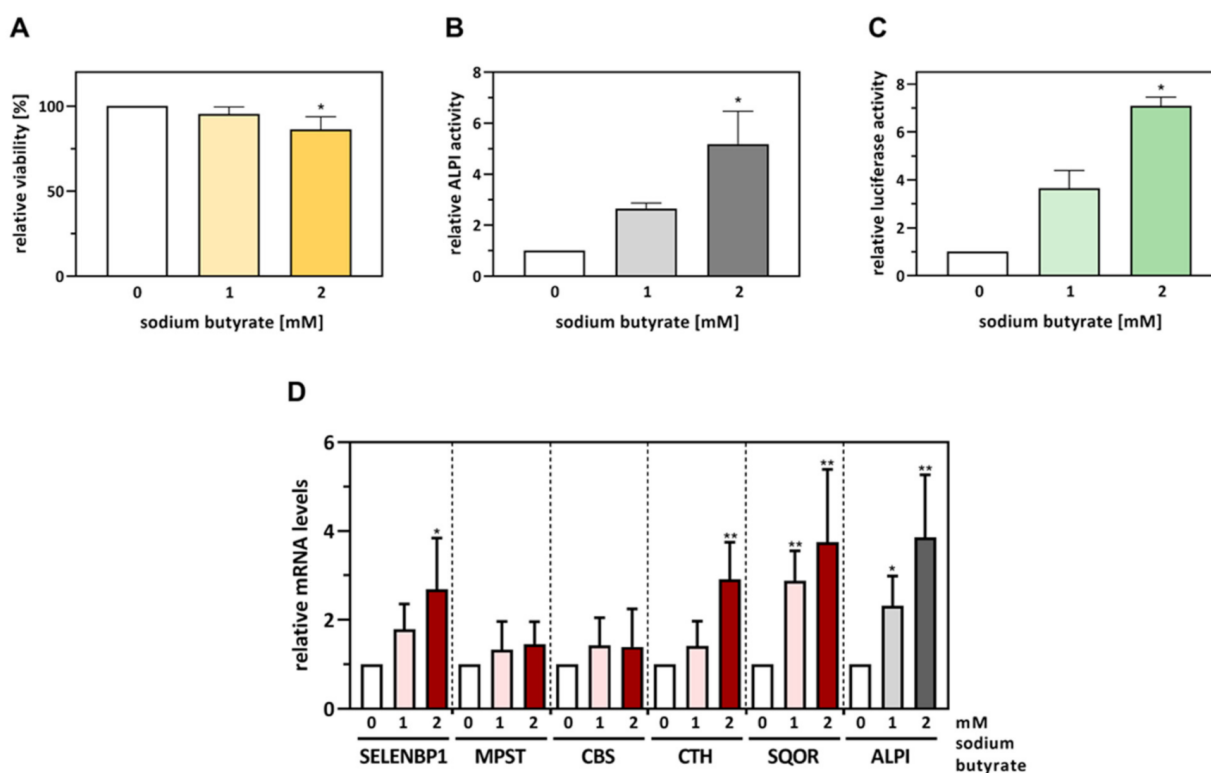 A
relative viability [%]
100
50
0
0 1 2
sodium butyrate [mM]
*
B
relative ALPI activity
8
6
4
2
0
0 1 2
sodium butyrate [mM]
*
C
relative luciferase activity
8
6
4
2
0
0 1 2
sodium butyrate [mM]
*
D
relative mRNA levels
6
4
2
0
* ** ** ** * **
0 1 2 0 1 2 0 1 2 0 1 2 0 1 2 0 1 2 mM
SELENBP1 MPST CBS CTH SQOR ALPI
sodium
butyrate